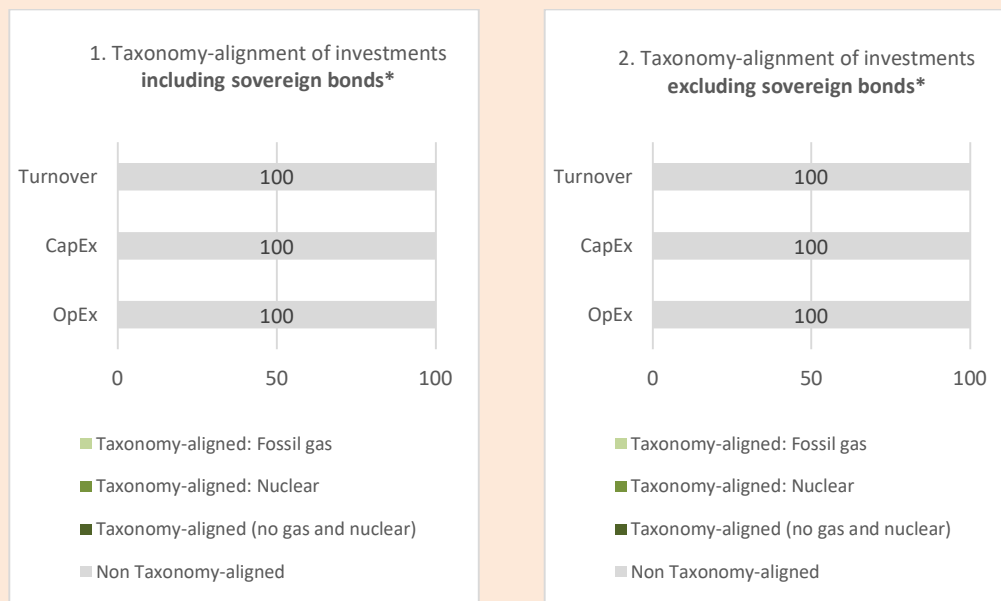 1. Taxonomy-alignment of investments
including sovereign bonds*
Turnover
100
CapEx
100
OpEx
100
0 50 100
Taxonomy-aligned: Fossil gas
Taxonomy-aligned: Nuclear
Taxonomy-aligned (no gas and nuclear)
Non Taxonomy-aligned
2. Taxonomy-alignment of investments
excluding sovereign bonds*
Turnover
100
CapEx
100
OpEx
100
0 50 100
Taxonomy-aligned: Fossil gas
Taxonomy-aligned: Nuclear
Taxonomy-aligned (no gas and nuclear)
Non Taxonomy-aligned